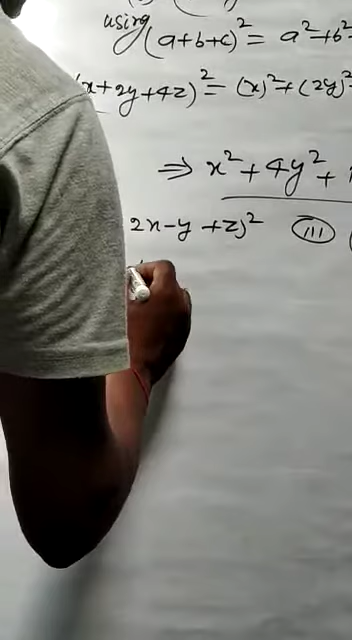 using (a+b+c)² = a²+b²
x+2y+4z)² = (x)²+(2y)²
⇒ x²+4y²+
2x-y+z)² (III)